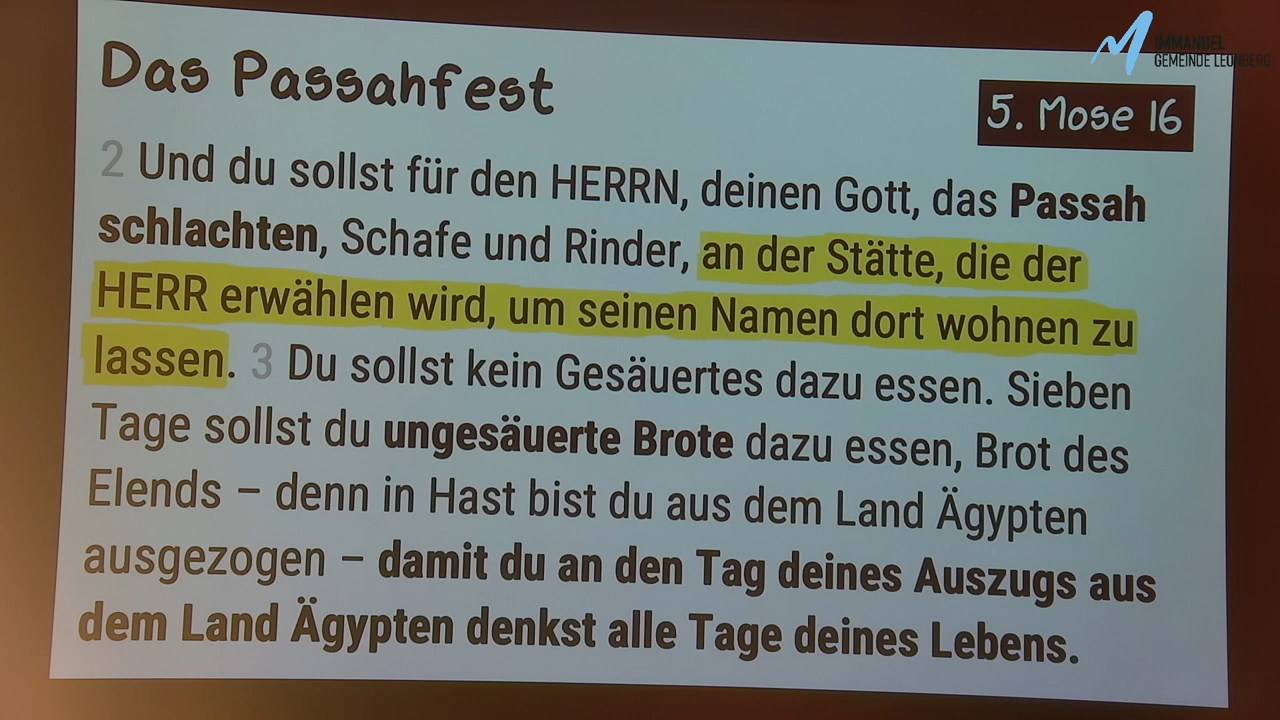 Das Passahfest
IMMANUEL
GEMEINDE LEONBERG
5. Mose 16
2 Und du sollst für den HERRN, deinen Gott, das Passah
schlachten, Schafe und Rinder, an der Stätte, die der
HERR erwählen wird, um seinen Namen dort wohnen zu
lassen. 3 Du sollst kein Gesäuertes dazu essen. Sieben
Tage sollst du ungesäuerte Brote dazu essen, Brot des
Elends – denn in Hast bist du aus dem Land Ägypten
ausgezogen – damit du an den Tag deines Auszugs aus
dem Land Ägypten denkst alle Tage deines Lebens.